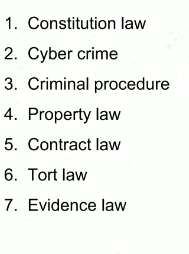 1. Constitution law
2. Cyber crime
3. Criminal procedure
4. Property law
5. Contract law
6. Tort law
7. Evidence law